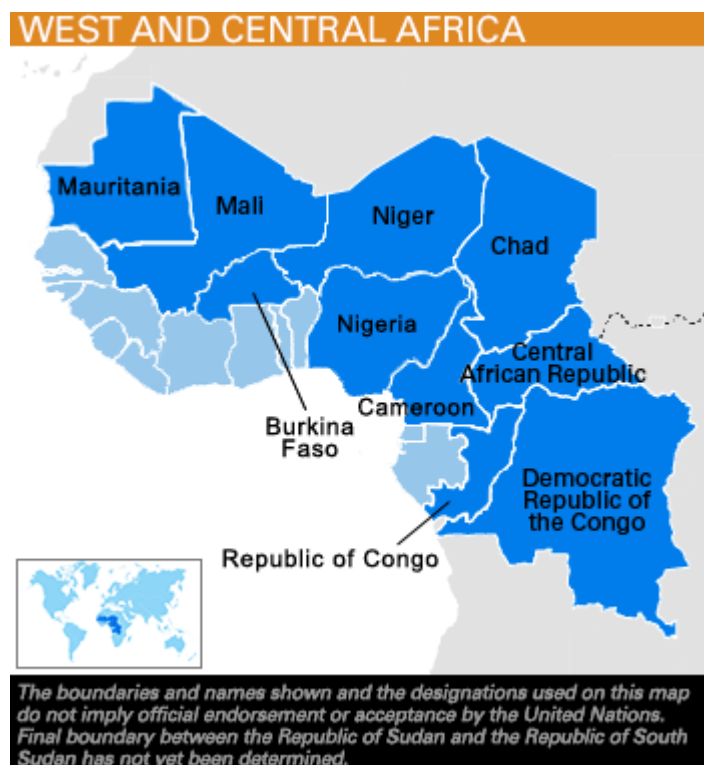 WEST AND CENTRAL AFRICA
Mauritania
Mali
Niger
Chad
Nigeria
Central
African Republic
Cameroon
Burkina
Faso
Democratic
Republic of
the Congo
Republic of Congo
The boundaries and names shown and the designations used on this map
do not imply official endorsement or acceptance by the United Nations.
Final boundary between the Republic of Sudan and the Republic of South
Sudan has not yet been determined.